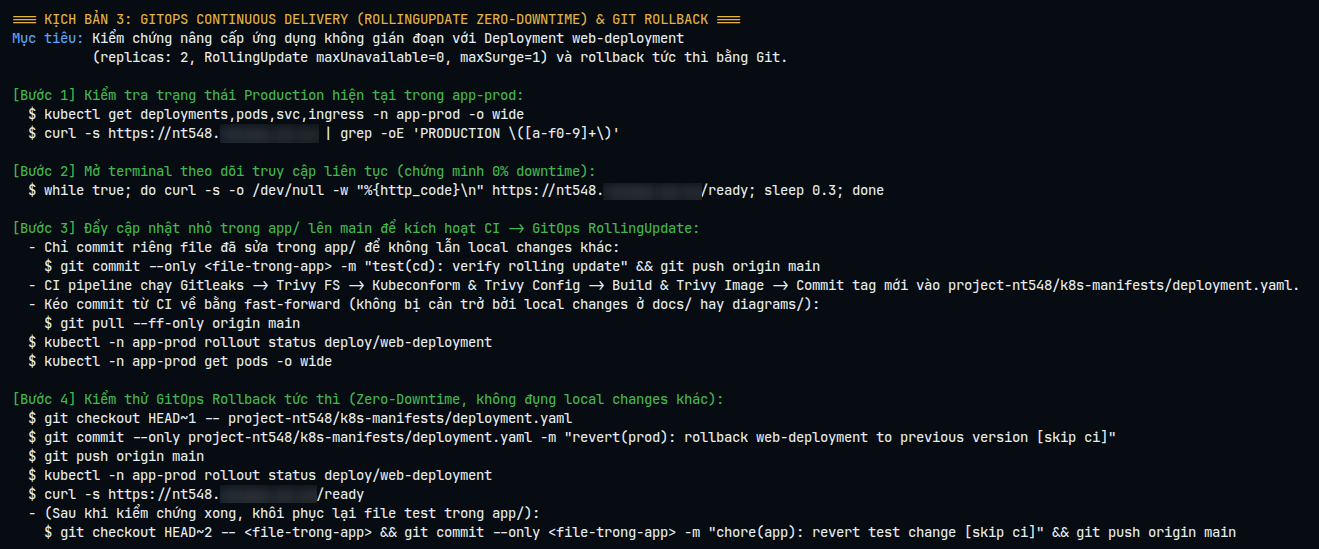 === KỊCH BẢN 3: GITOPS CONTINUOUS DELIVERY (ROLLINGUPDATE ZERO-DOWNTIME) & GIT ROLLBACK ===
Mục tiêu: Kiểm chứng nâng cấp ứng dụng không gián đoạn với Deployment web-deployment
(replicas: 2, RollingUpdate maxUnavailable=0, maxSurge=1) và rollback tức thì bằng Git.
[Bước 1] Kiểm tra trạng thái Production hiện tại trong app-prod:
$ kubectl get deployments,pods,svc,ingress -n app-prod -o wide
$ curl -s https://nt548. | grep -oE 'PRODUCTION \([a-f0-9]+\)'
[Bước 2] Mở terminal theo dõi truy cập liên tục (chứng minh 0% downtime):
$ while true; do curl -s -o /dev/null -w "%{http_code}\n" https://nt548. /ready; sleep 0.3; done
[Bước 3] Đẩy cập nhật nhỏ trong app/ lên main để kích hoạt CI -> GitOps RollingUpdate:
- Chỉ commit riêng file đã sửa trong app/ để không lẫn local changes khác:
$ git commit --only <file-trong-app> -m "test(cd): verify rolling update" && git push origin main
- CI pipeline chạy Gitleaks -> Trivy FS -> Kubeconform & Trivy Config -> Build & Trivy Image -> Commit tag mới vào project-nt548/k8s-manifests/deployment.yaml.
- Kéo commit từ CI về bằng fast-forward (không bị cản trở bởi local changes ở docs/ hay diagrams/):
$ git pull --ff-only origin main
$ kubectl -n app-prod rollout status deploy/web-deployment
$ kubectl -n app-prod get pods -o wide
[Bước 4] Kiểm thử GitOps Rollback tức thì (Zero-Downtime, không đụng local changes khác):
$ git checkout HEAD~1 -- project-nt548/k8s-manifests/deployment.yaml
$ git commit --only project-nt548/k8s-manifests/deployment.yaml -m "revert(prod): rollback web-deployment to previous version [skip ci]"
$ git push origin main
$ kubectl -n app-prod rollout status deploy/web-deployment
$ curl -s https://nt548. /ready
- (Sau khi kiểm chứng xong, khôi phục lại file test trong app/):
$ git checkout HEAD~2 -- <file-trong-app> && git commit --only <file-trong-app> -m "chore(app): revert test change [skip ci]" && git push origin main